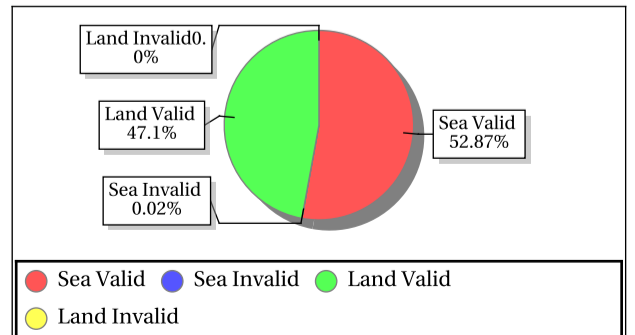 Land Invalid0.
0%
Land Valid
47.1%
Sea Valid
52.87%
Sea Invalid
0.02%
Sea Valid
Sea Invalid
Land Valid
Land Invalid